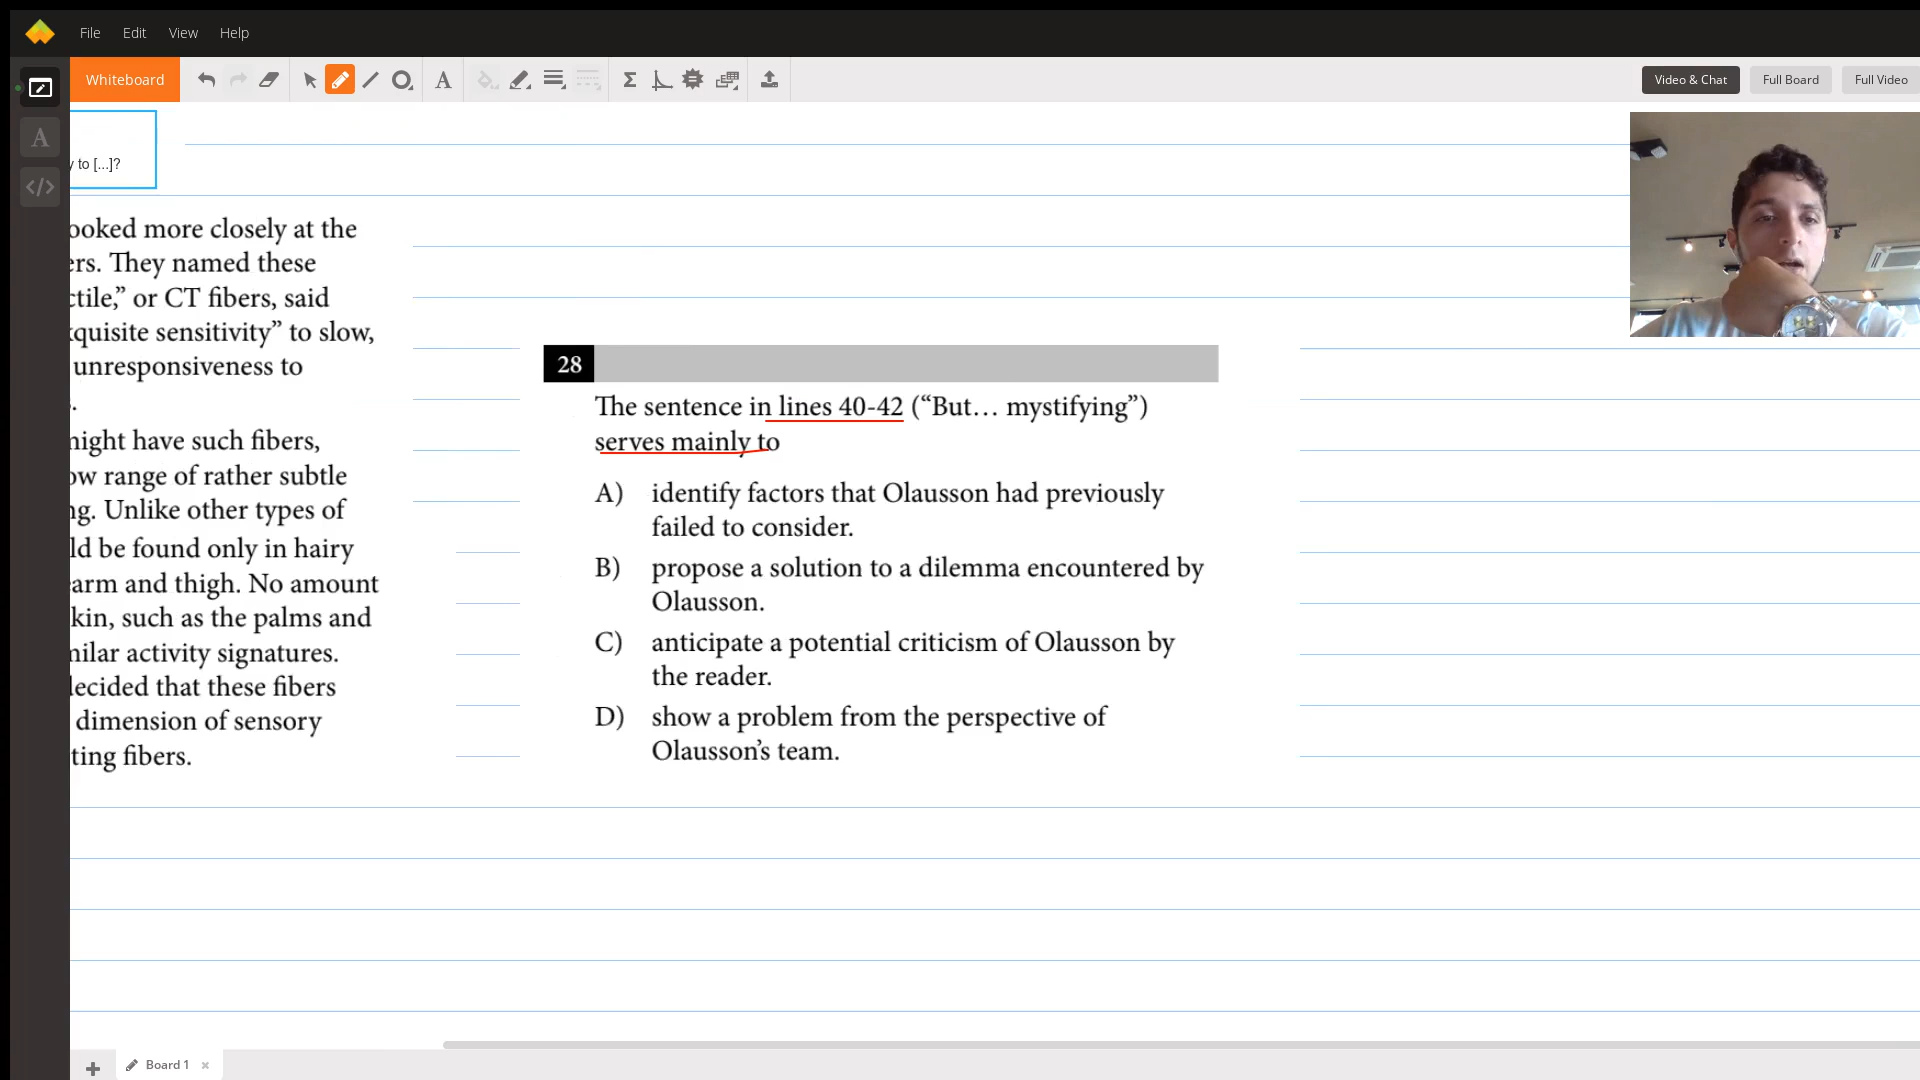 File Edit View Help
Whiteboard
Video & Chat Full Board Full Video
y to [...]?
ooked more closely at the
ers. They named these
ctile,” or CT fibers, said
xquisite sensitivity” to slow,
unresponsiveness to
s.
might have such fibers,
ow range of rather subtle
ng. Unlike other types of
ld be found only in hairy
earm and thigh. No amount
kin, such as the palms and
milar activity signatures.
decided that these fibers
dimension of sensory
ting fibers.
28
The sentence in lines 40-42 (“But… mystifying”)
serves mainly to
A) identify factors that Olausson had previously
failed to consider.
B) propose a solution to a dilemma encountered by
Olausson.
C) anticipate a potential criticism of Olausson by
the reader.
D) show a problem from the perspective of
Olausson’s team.
Board 1